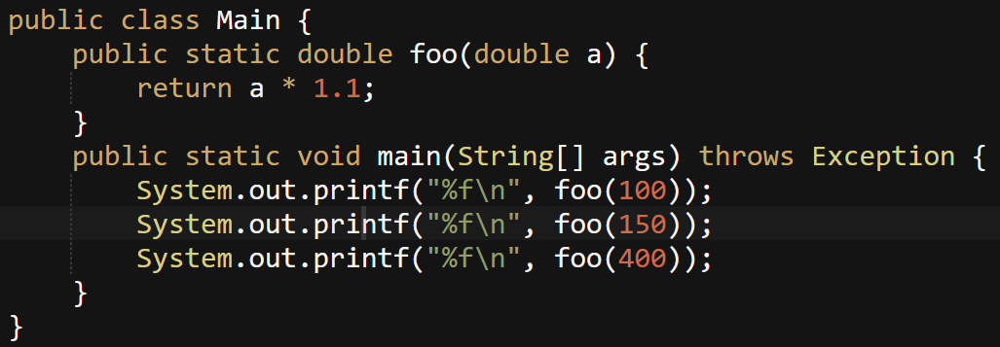 public class Main {
    public static double foo(double a) {
        return a * 1.1;
    }
    public static void main(String[] args) throws Exception {
        System.out.printf("%f\n", foo(100));
        System.out.printf("%f\n", foo(150));
        System.out.printf("%f\n", foo(400));
    }
}